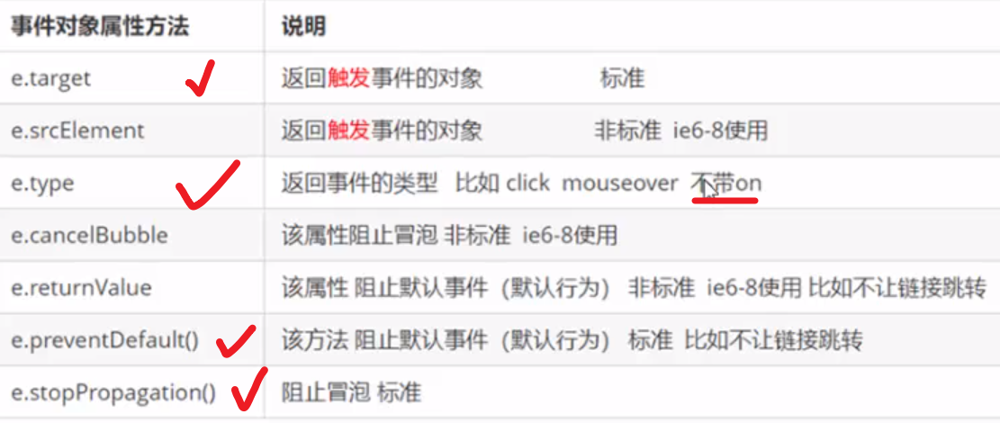 事件对象属性方法 说明
e.target 返回触发事件的对象 标准
e.srcElement 返回触发事件的对象 非标准 ie6-8使用
e.type 返回事件的类型 比如 click mouseover 不带on
e.cancelBubble 该属性阻止冒泡 非标准 ie6-8使用
e.returnValue 该属性 阻止默认事件（默认行为） 非标准 ie6-8使用 比如不让链接跳转
e.preventDefault() 该方法 阻止默认事件（默认行为） 标准 比如不让链接跳转
e.stopPropagation() 阻止冒泡 标准